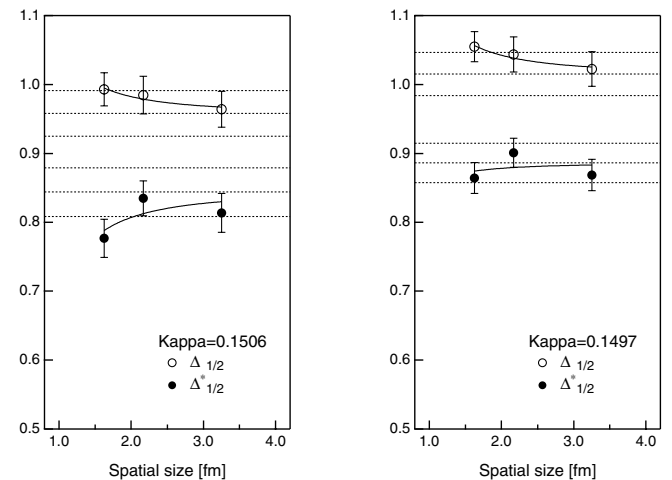 1.1
1.0
0.9
0.8
0.7
0.6
0.5
1.0 2.0 3.0 4.0
Spatial size [fm]
Kappa=0.1506
Δ 1/2
Δ* 1/2
1.1
1.0
0.9
0.8
0.7
0.6
0.5
1.0 2.0 3.0 4.0
Spatial size [fm]
Kappa=0.1497
Δ 1/2
Δ* 1/2